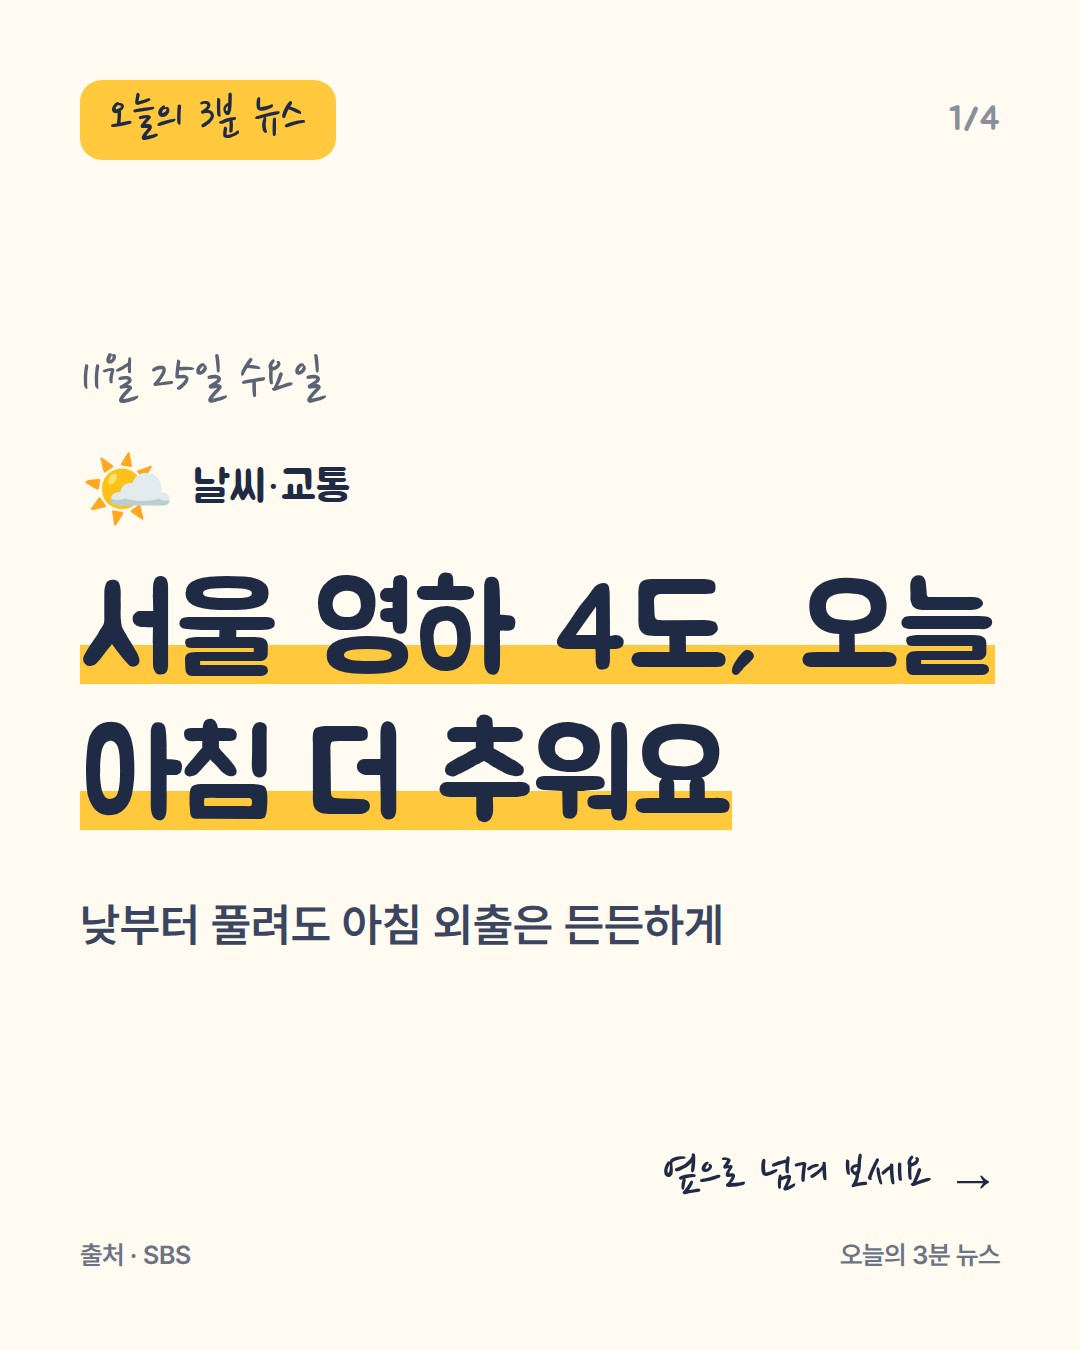 오늘의 3분 뉴스
1/4
11월 25일 수요일
날씨·교통
서울 영하 4도, 오늘
아침 더 추워요
낮부터 풀려도 아침 외출은 든든하게
옆으로 넘겨 보세요 →
출처 · SBS
오늘의 3분 뉴스